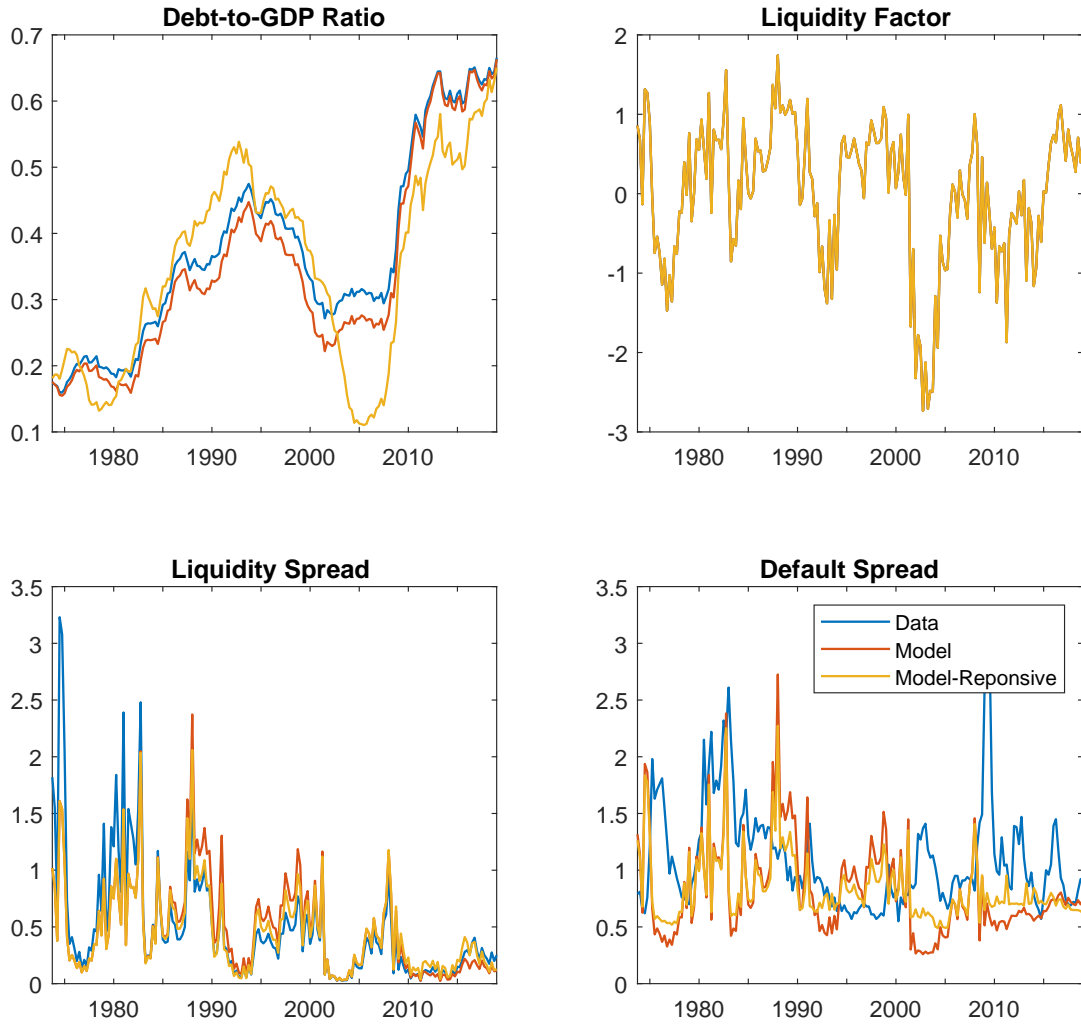 Debt-to-GDP Ratio
0.7
0.6
0.5
0.4
0.3
0.2
0.1
1980 1990 2000 2010
Liquidity Factor
2
1
0
-1
-2
-3
1980 1990 2000 2010
Liquidity Spread
3.5
3
2.5
2
1.5
1
0.5
0
1980 1990 2000 2010
Default Spread
3.5
3
2.5
2
1.5
1
0.5
0
1980 1990 2000 2010
Data
Model
Model-Reponsive